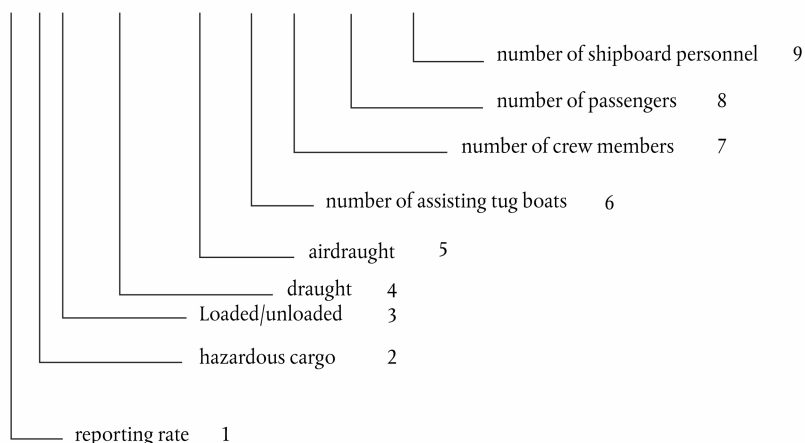 number of shipboard personnel 9
number of passengers 8
number of crew members 7
number of assisting tug boats 6
airdraught 5
draught 4
Loaded/unloaded 3
hazardous cargo 2
reporting rate 1